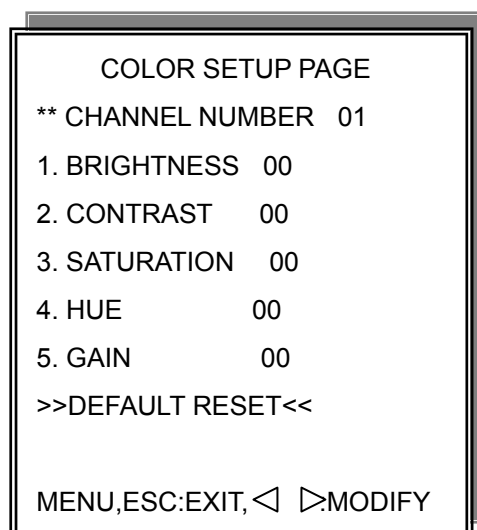 COLOR SETUP PAGE
** CHANNEL NUMBER 01
1. BRIGHTNESS 00
2. CONTRAST 00
3. SATURATION 00
4. HUE 00
5. GAIN 00
>>DEFAULT RESET<<
MENU,ESC:EXIT,◁ ▷:MODIFY